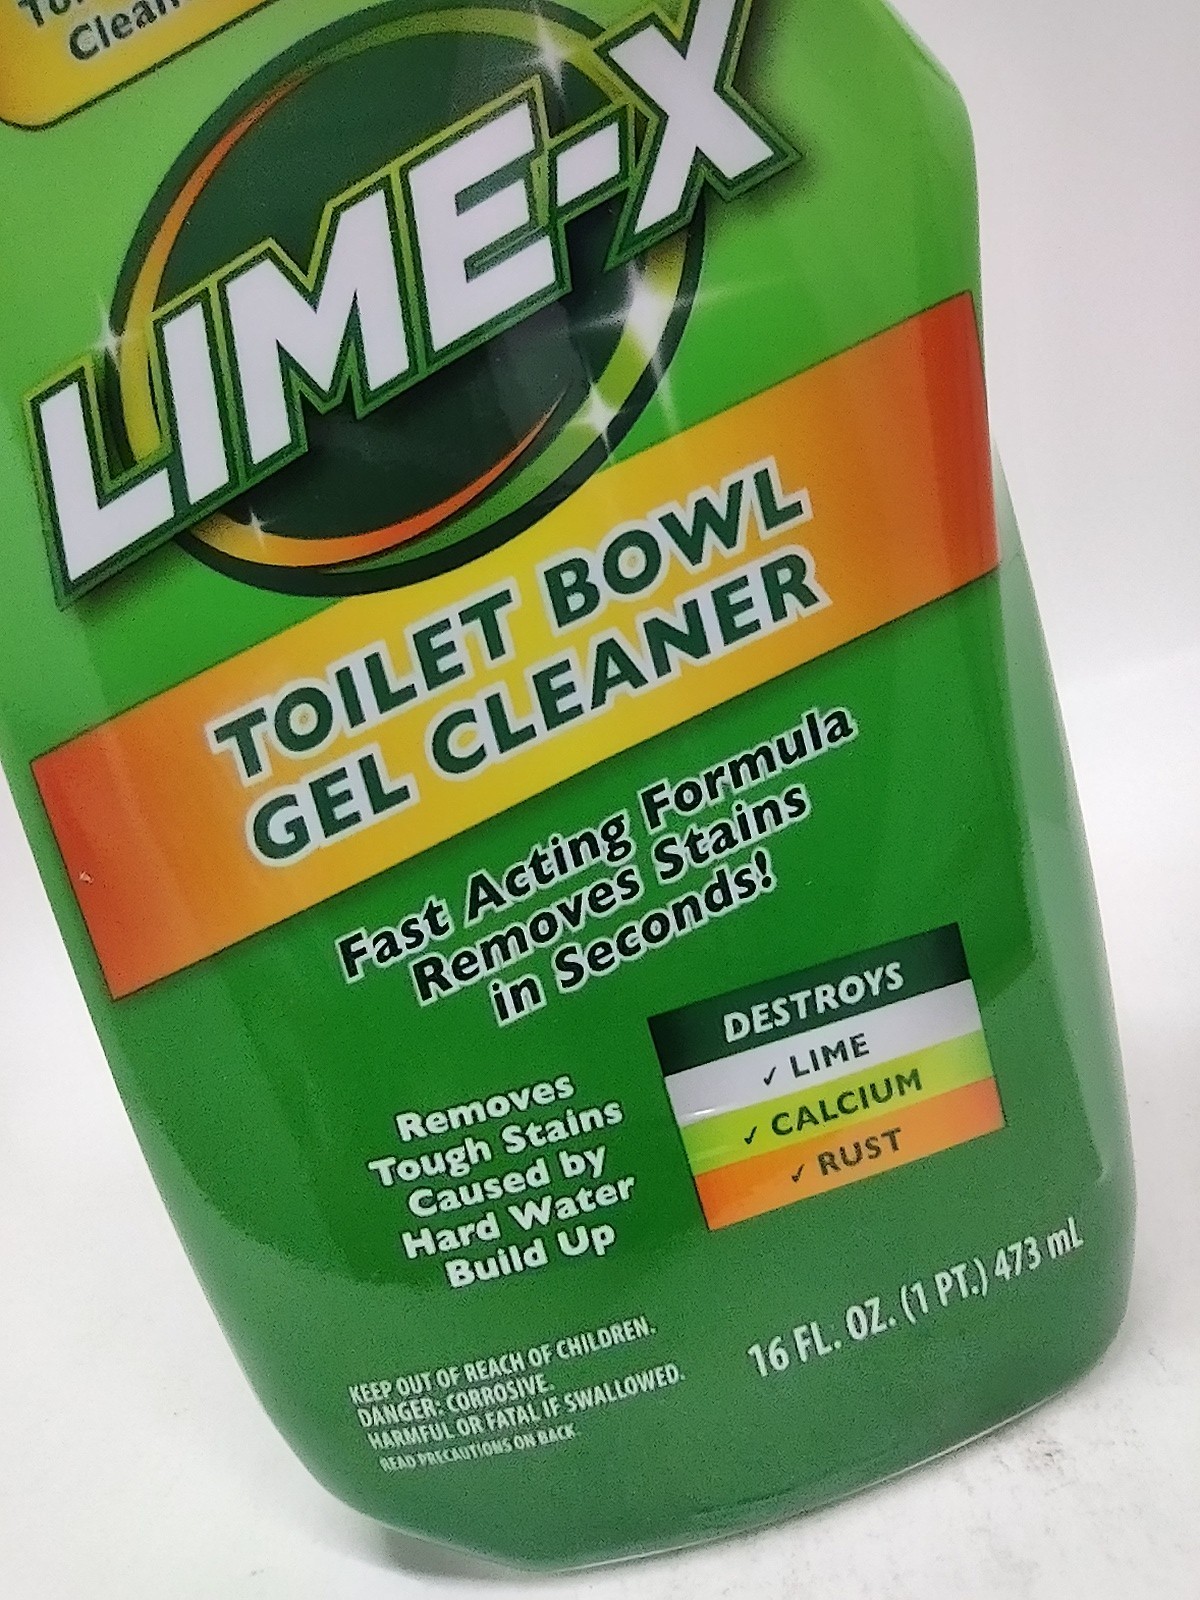 LIME-X
TOILET BOWL
GEL CLEANER
Fast Acting Formula
Removes Stains
in Seconds!
DESTROYS
✓ LIME
✓ CALCIUM
✓ RUST
Removes
Tough Stains
Caused by
Hard Water
Build Up
KEEP OUT OF REACH OF CHILDREN.
DANGER: CORROSIVE.
HARMFUL OR FATAL IF SWALLOWED.
READ PRECAUTIONS ON BACK
16 FL. OZ. (1 PT.) 473 mL